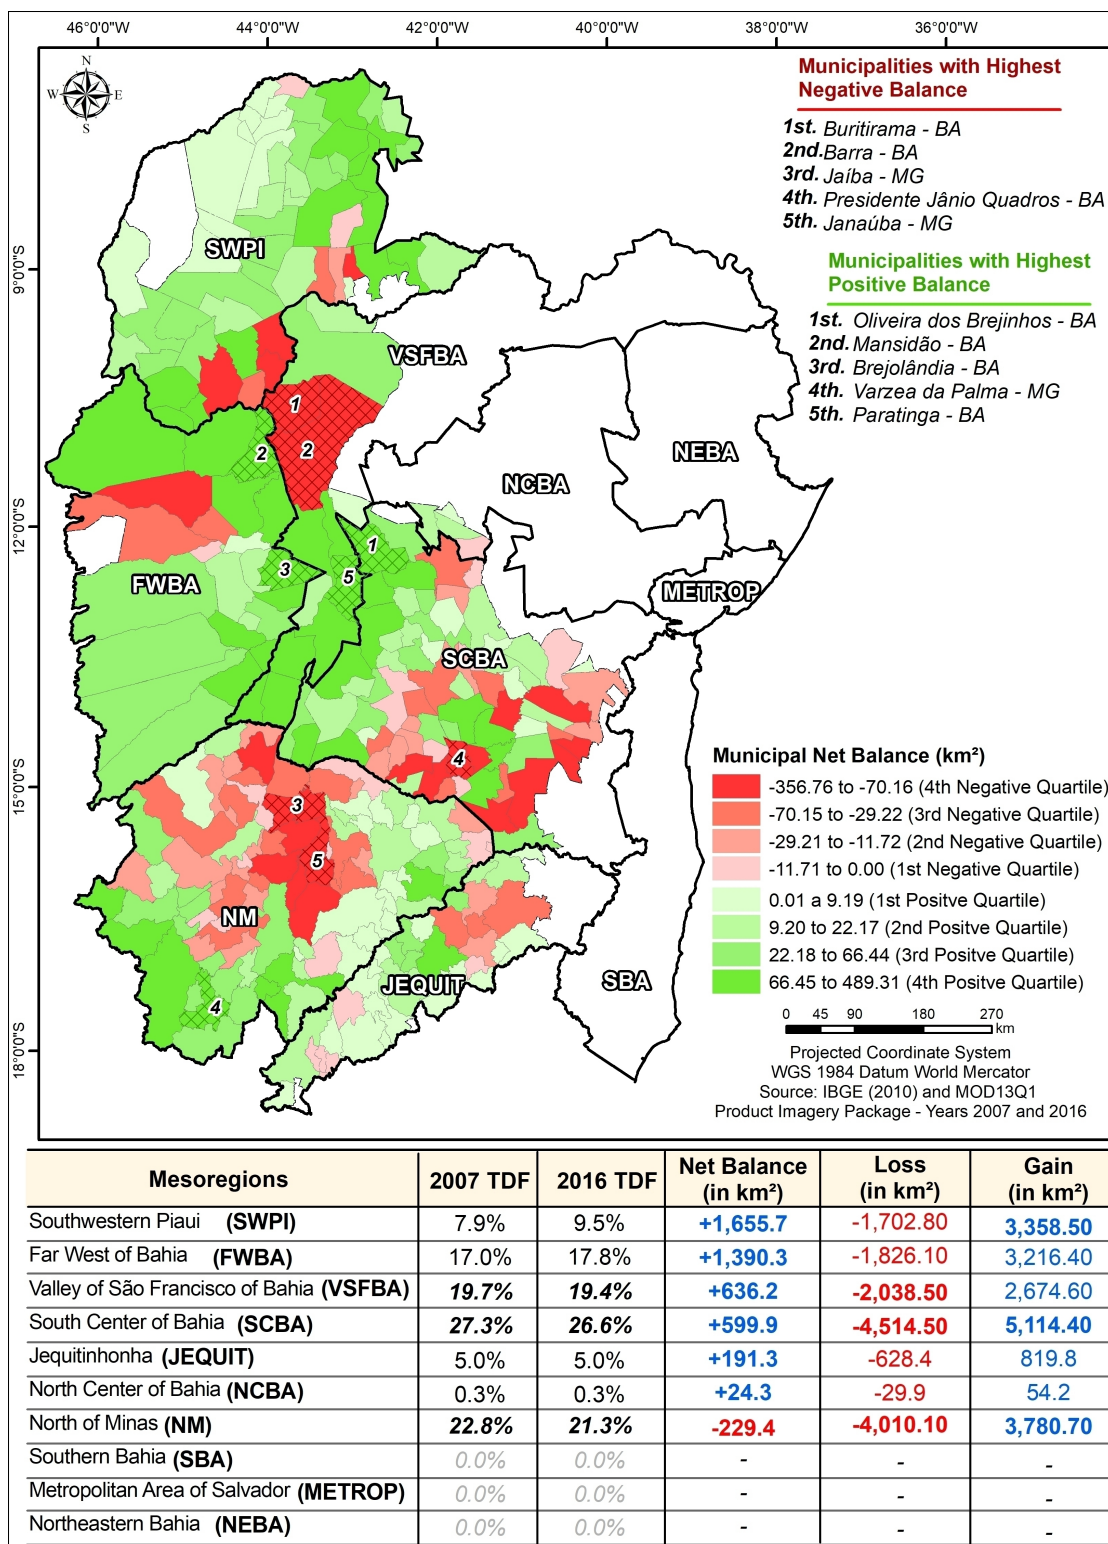 46°0'0"W 44°0'0"W 42°0'0"W 40°0'0"W 38°0'0"W 36°0'0"W
N
W E
S
9°0'0"S
12°0'0"S
15°0'0"S
18°0'0"S
Municipalities with Highest
Negative Balance
1st. Buritirama - BA
2nd. Barra - BA
3rd. Jaíba - MG
4th. Presidente Jânio Quadros - BA
5th. Janaúba - MG
Municipalities with Highest
Positive Balance
1st. Oliveira dos Brejinhos - BA
2nd. Mansidão - BA
3rd. Brejolândia - BA
4th. Varzea da Palma - MG
5th. Paratinga - BA
SWPI
VSFBA
1
2
2
NEBA
NCBA
1
3
5
FWBA
METROP
SCBA
4
3
5
NM
JEQUIT
SBA
4
Municipal Net Balance (km²)
-356.76 to -70.16 (4th Negative Quartile)
-70.15 to -29.22 (3rd Negative Quartile)
-29.21 to -11.72 (2nd Negative Quartile)
-11.71 to 0.00 (1st Negative Quartile)
0.01 a 9.19 (1st Positve Quartile)
9.20 to 22.17 (2nd Positve Quartile)
22.18 to 66.44 (3rd Positve Quartile)
66.45 to 489.31 (4th Positve Quartile)
0 45 90 180 270
km
Projected Coordinate System
WGS 1984 Datum World Mercator
Source: IBGE (2010) and MOD13Q1
Product Imagery Package - Years 2007 and 2016
Mesoregions 2007 TDF 2016 TDF Net Balance (in km²) Loss (in km²) Gain (in km²)
Southwestern Piaui (SWPI) 7.9% 9.5% +1,655.7 -1,702.80 3,358.50
Far West of Bahia (FWBA) 17.0% 17.8% +1,390.3 -1,826.10 3,216.40
Valley of São Francisco of Bahia (VSFBA) 19.7% 19.4% +636.2 -2,038.50 2,674.60
South Center of Bahia (SCBA) 27.3% 26.6% +599.9 -4,514.50 5,114.40
Jequitinhonha (JEQUIT) 5.0% 5.0% +191.3 -628.4 819.8
North Center of Bahia (NCBA) 0.3% 0.3% +24.3 -29.9 54.2
North of Minas (NM) 22.8% 21.3% -229.4 -4,010.10 3,780.70
Southern Bahia (SBA) 0.0% 0.0% - - -
Metropolitan Area of Salvador (METROP) 0.0% 0.0% - - -
Northeastern Bahia (NEBA) 0.0% 0.0% - - -